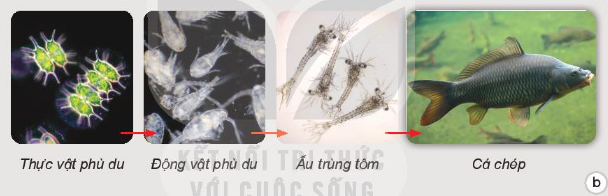 Thực vật phù du Động vật phù du Ấu trùng tôm Cá chép
KẾT NỐI TRI THỨC
VỚI CUỘC SỐNG
b